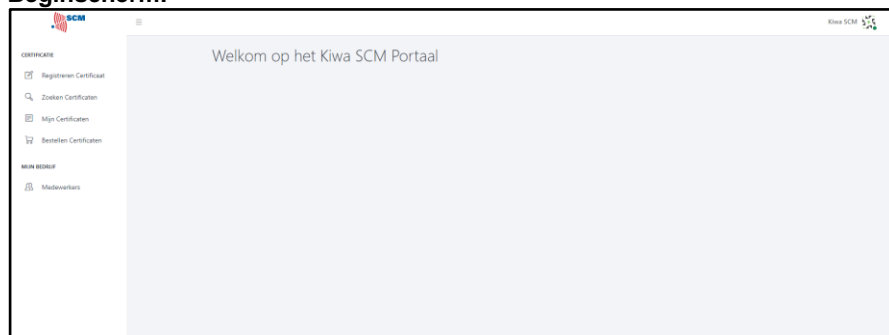 Beginscherm
SCM
Kiwa SCM
Welkom op het Kiwa SCM Portaal
CERTIFICATIE
Registreren Certificaat
Zoeken Certificaten
Mijn Certificaten
Bestellen Certificaten
MIJN BEDRIJF
Medewerkers